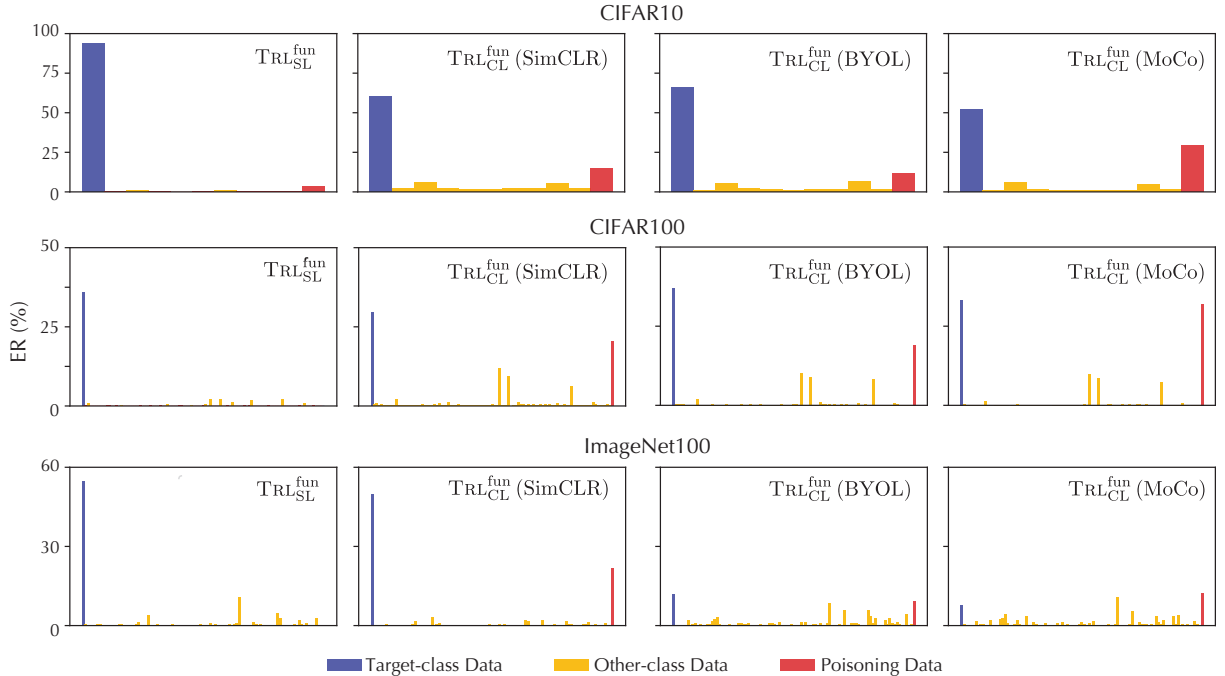 CIFAR10
100
75
50
25
0
TRL_SL^fun
TRL_CL^fun (SimCLR)
TRL_CL^fun (BYOL)
TRL_CL^fun (MoCo)
CIFAR100
ER (%)
50
25
0
TRL_SL^fun
TRL_CL^fun (SimCLR)
TRL_CL^fun (BYOL)
TRL_CL^fun (MoCo)
ImageNet100
60
30
0
TRL_SL^fun
TRL_CL^fun (SimCLR)
TRL_CL^fun (BYOL)
TRL_CL^fun (MoCo)
Target-class Data Other-class Data Poisoning Data